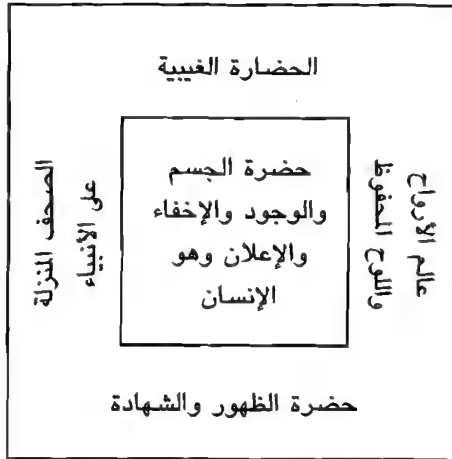 الحضارة الغيبية
عالم الأرواح
واللوح المحفوظ
حضرة الجسم
والوجود والإخفاء
والإعلان وهو
الإنسان
الصحف المنزلة
على الأنبياء
حضرة الظهور والشهادة